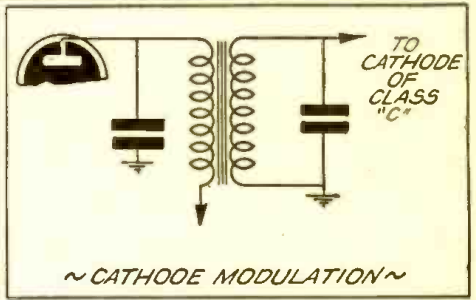 TO
CATHODE
OF
CLASS
"C"
~CATHODE MODULATION~